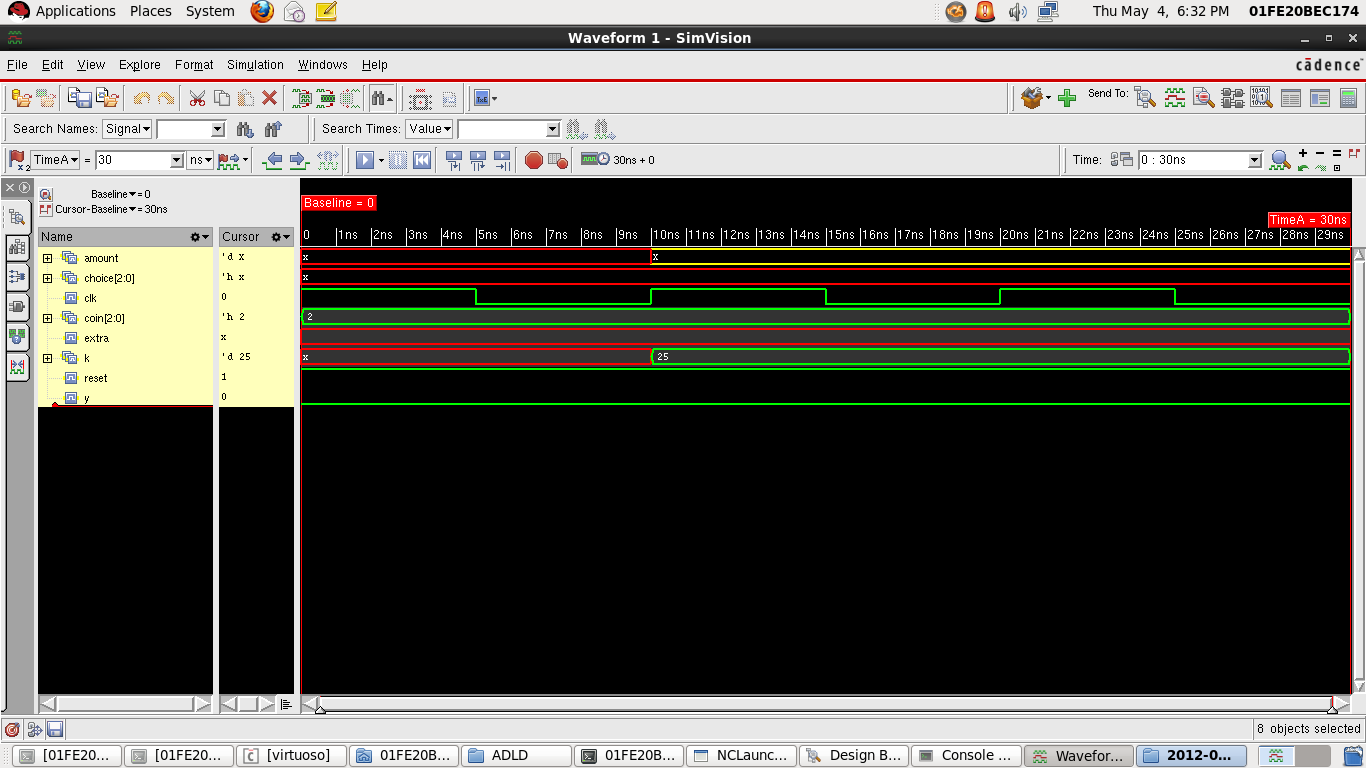 Applications Places System Thu May 4, 6:32 PM 01FE20BEC174
Waveform 1 - SimVision
File Edit View Explore Format Simulation Windows Help cādence
Send To:
Search Names: Signal Search Times: Value
TimeA = 30 ns 30ns + 0 Time: 0 : 30ns
Baseline = 0
Cursor-Baseline = 30ns
Baseline = 0
TimeA = 30ns
Name Cursor 0 1ns 2ns 3ns 4ns 5ns 6ns 7ns 8ns 9ns 10ns 11ns 12ns 13ns 14ns 15ns 16ns 17ns 18ns 19ns 20ns 21ns 22ns 23ns 24ns 25ns 26ns 27ns 28ns 29ns
amount 'd x x x
choice[2:0] 'h x x
clk 0
coin[2:0] 'h 2 2
extra x
k 'd 25 x 25
reset 1
y 0
8 objects selected
[01FE20... [01FE20... [virtuoso] 01FE20B... ADLD 01FE20B... NCLaunc... Design B... Console ... Wavefor... 2012-0...